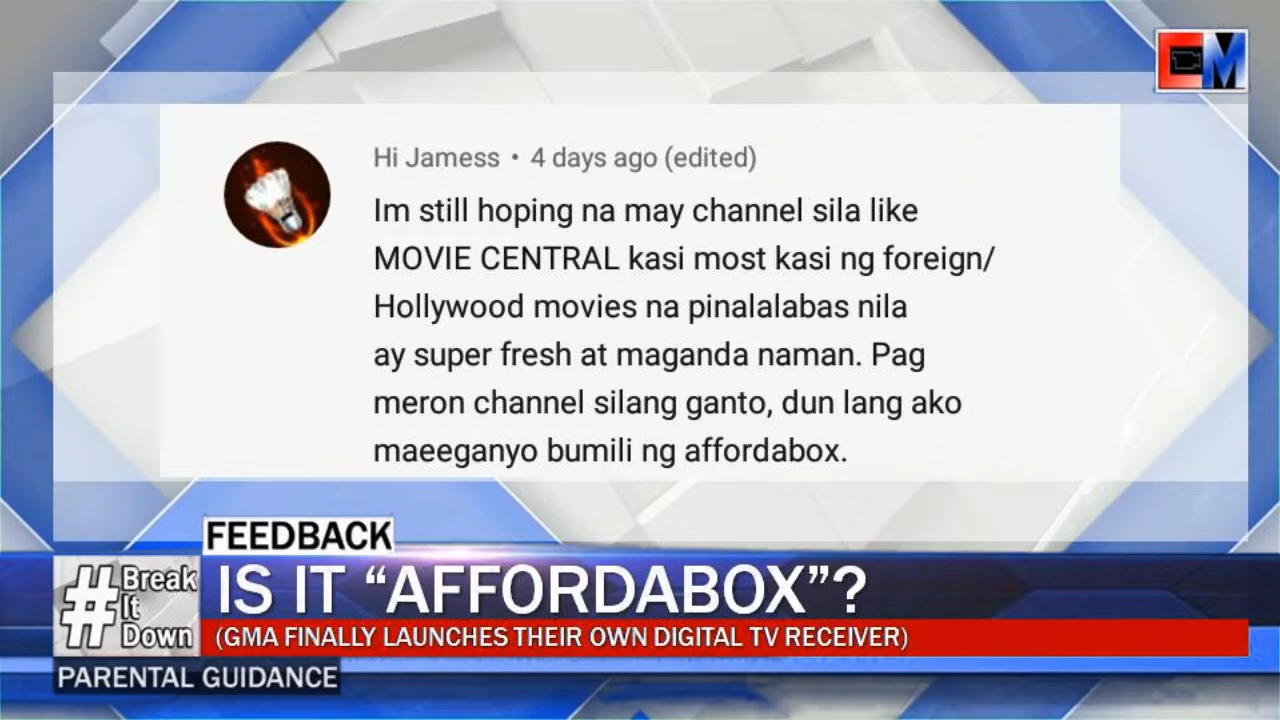 Hi Jamess • 4 days ago (edited)
Im still hoping na may channel sila like
MOVIE CENTRAL kasi most kasi ng foreign/
Hollywood movies na pinalalabas nila
ay super fresh at maganda naman. Pag
meron channel silang ganto, dun lang ako
maeeganyo bumili ng affordabox.
FEEDBACK
#Break
It
Down
IS IT “AFFORDABOX”?
(GMA FINALLY LAUNCHES THEIR OWN DIGITAL TV RECEIVER)
PARENTAL GUIDANCE